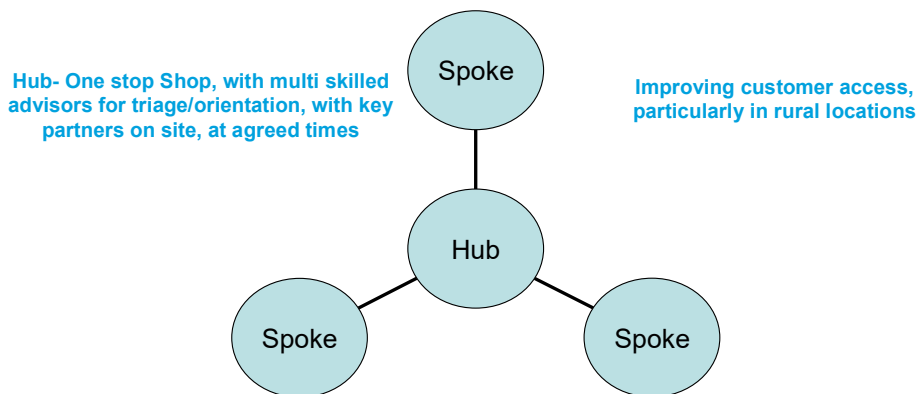 Hub- One stop Shop, with multi skilled
advisors for triage/orientation, with key
partners on site, at agreed times
Spoke
Improving customer access,
particularly in rural locations
Hub
Spoke
Spoke